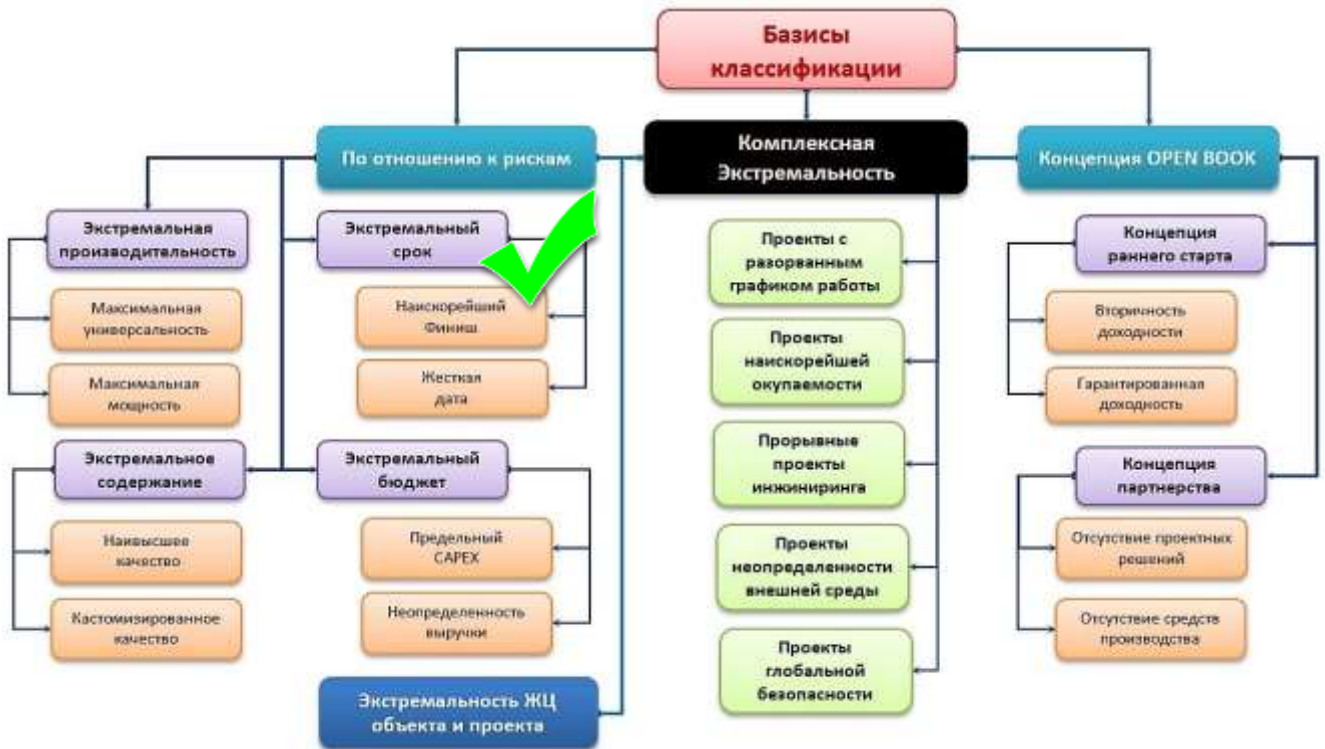 Базисы
классификации
По отношению к рискам
Комплексная
Экстремальность
Концепция OPEN BOOK
Экстремальная
производительность
Максимальная
универсальность
Максимальная
мощность
Экстремальный
срок
Наискорейший
Финиш
Жесткая
дата
Экстремальное
содержание
Наивысшее
качество
Кастомизированное
качество
Экстремальный
бюджет
Предельный
CAPEX
Неопределенность
выручки
Экстремальность ЖЦ
объекта и проекта
Проекты с
разорванным
графиком работы
Проекты
наискорейшей
окупаемости
Прорывные
проекты
инжиниринга
Проекты
неопределенности
внешней среды
Проекты
глобальной
безопасности
Концепция
раннего старта
Вторичность
доходности
Гарантированная
доходность
Концепция
партнерства
Отсутствие проектных
решений
Отсутствие средств
производства